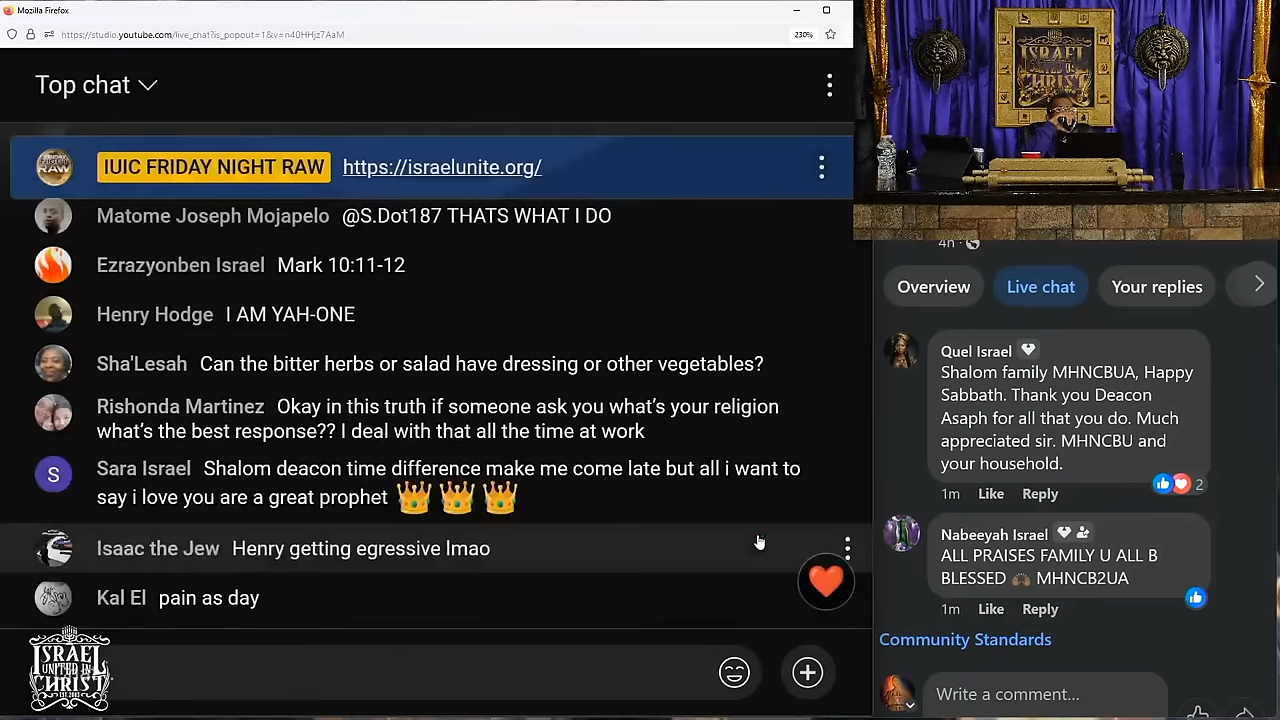 Mozilla Firefox
https://studio.youtube.com/live_chat?is_popout=1&v=n40HHjz7AaM
230%
Top chat
IUIC FRIDAY NIGHT RAW https://israelunite.org/
Matome Joseph Mojapelo @S.Dot187 THATS WHAT I DO
Ezrazyonben Israel Mark 10:11-12
Henry Hodge I AM YAH-ONE
Sha'Lesah Can the bitter herbs or salad have dressing or other vegetables?
Rishonda Martinez Okay in this truth if someone ask you what's your religion
what's the best response?? I deal with that all the time at work
S
Sara Israel Shalom deacon time difference make me come late but all i want to
say i love you are a great prophet 👑 👑 👑
Isaac the Jew Henry getting egressive lmao
Kal El pain as day
ISRAEL
UNITED IN
CHRIST
EST. 2003
ISRAEL
UNITED IN
CHRIST
4h
Overview
Live chat
Your replies
Quel Israel
Shalom family MHNCBUA, Happy
Sabbath. Thank you Deacon
Asaph for all that you do. Much
appreciated sir. MHNCBU and
your household.
2
1m Like Reply
Nabeeyah Israel
ALL PRAISES FAMILY U ALL B
BLESSED 🙌🏾 MHNCB2UA
1m Like Reply
Community Standards
Write a comment...